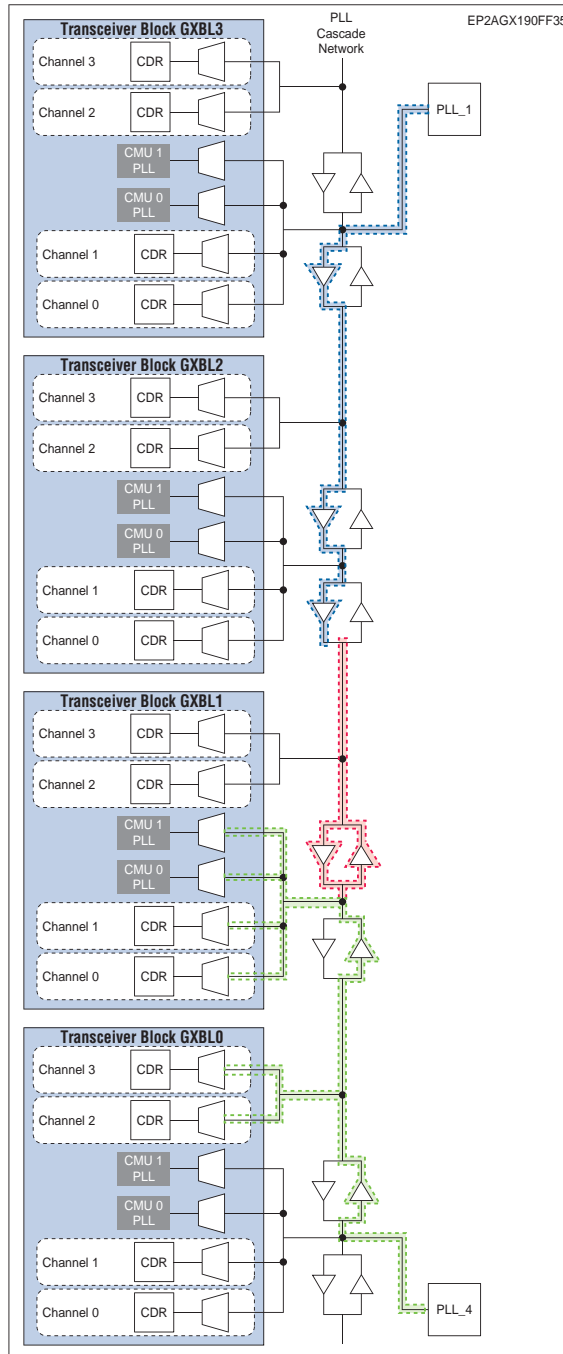 PLL
Cascade
Network
EP2AGX190FF35
PLL_1
Transceiver Block GXBL3
Channel 3
CDR
Channel 2
CDR
CMU 1
PLL
CMU 0
PLL
Channel 1
CDR
Channel 0
CDR
Transceiver Block GXBL2
Channel 3
CDR
Channel 2
CDR
CMU 1
PLL
CMU 0
PLL
Channel 1
CDR
Channel 0
CDR
Transceiver Block GXBL1
Channel 3
CDR
Channel 2
CDR
CMU 1
PLL
CMU 0
PLL
Channel 1
CDR
Channel 0
CDR
Transceiver Block GXBL0
Channel 3
CDR
Channel 2
CDR
CMU 1
PLL
CMU 0
PLL
Channel 1
CDR
Channel 0
CDR
PLL_4